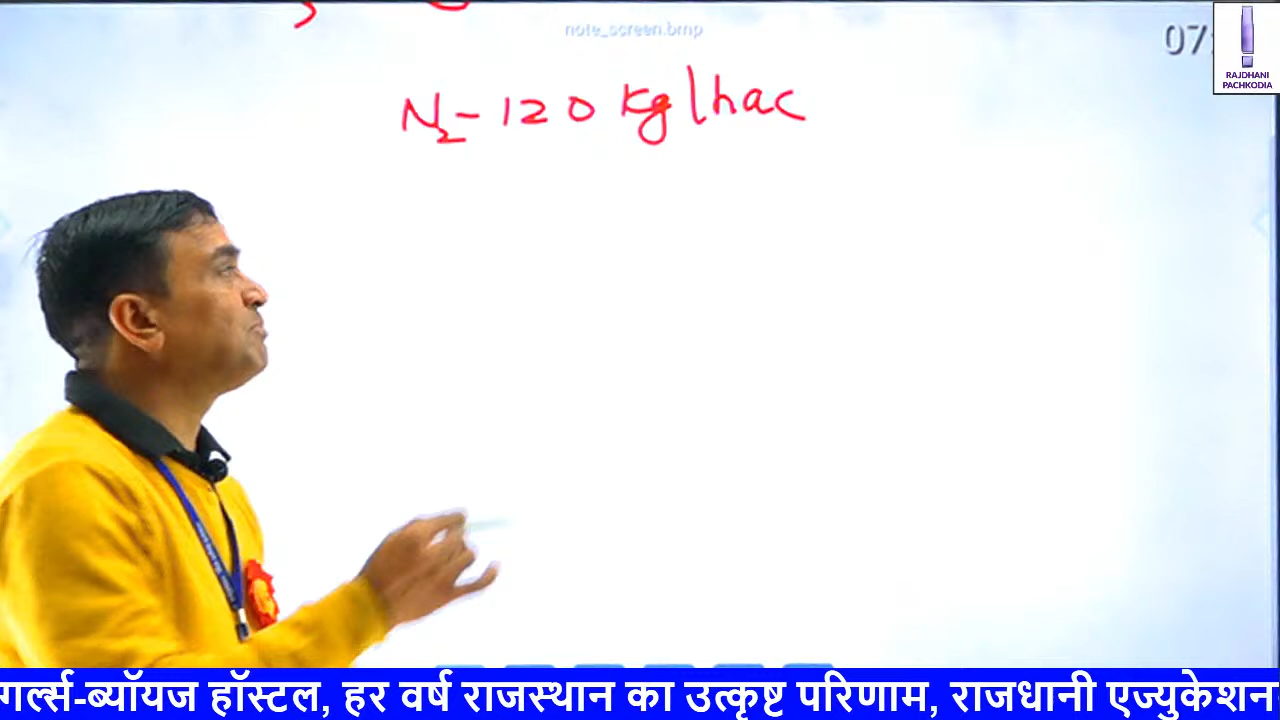 note_screen.bmp
07:
RAJDHANI
PACHKODIA
N₂ - 120 Kg/hac
गर्ल्स-ब्यॉयज हॉस्टल, हर वर्ष राजस्थान का उत्कृष्ट परिणाम, राजधानी एज्युकेशन